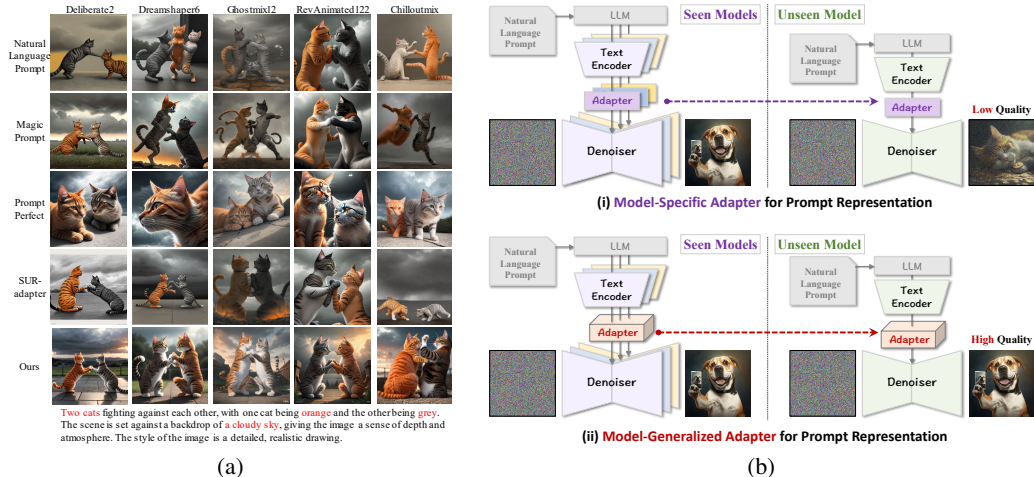 Deliberate2 Dreamshaper6 Ghostmix12 RevAnimated122 Chilloutmix
Natural
Language
Prompt
Magic
Prompt
Prompt
Perfect
SUR-
adapter
Ours
Two cats fighting against each other, with one cat being orange and the other being grey.
The scene is set against a backdrop of a cloudy sky, giving the image a sense of depth and
atmosphere. The style of the image is a detailed, realistic drawing.
(a)
LLM Seen Models Unseen Model
Natural
Language
Prompt
Text
Encoder
Adapter
Denoiser
Natural
Language
Prompt
LLM
Text
Encoder
Adapter
Low Quality
Denoiser
(i) Model-Specific Adapter for Prompt Representation
LLM Seen Models Unseen Model
Natural
Language
Prompt
Text
Encoder
Adapter
Denoiser
Natural
Language
Prompt
LLM
Text
Encoder
Adapter
High Quality
Denoiser
(ii) Model-Generalized Adapter for Prompt Representation
(b)